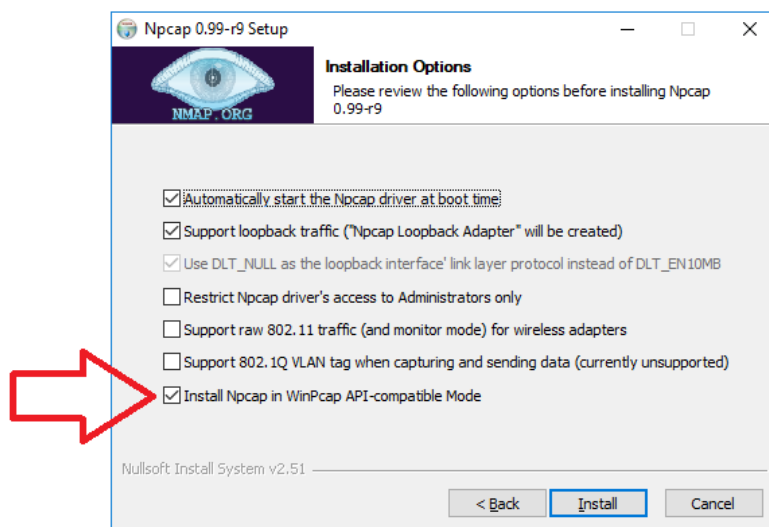 Npcap 0.99-r9 Setup
Installation Options
Please review the following options before installing Npcap
0.99-r9
NMAP.ORG
Automatically start the Npcap driver at boot time
Support loopback traffic ("Npcap Loopback Adapter" will be created)
Use DLT_NULL as the loopback interface' link layer protocol instead of DLT_EN10MB
Restrict Npcap driver's access to Administrators only
Support raw 802.11 traffic (and monitor mode) for wireless adapters
Support 802.1Q VLAN tag when capturing and sending data (currently unsupported)
Install Npcap in WinPcap API-compatible Mode
Nullsoft Install System v2.51
< Back Install Cancel